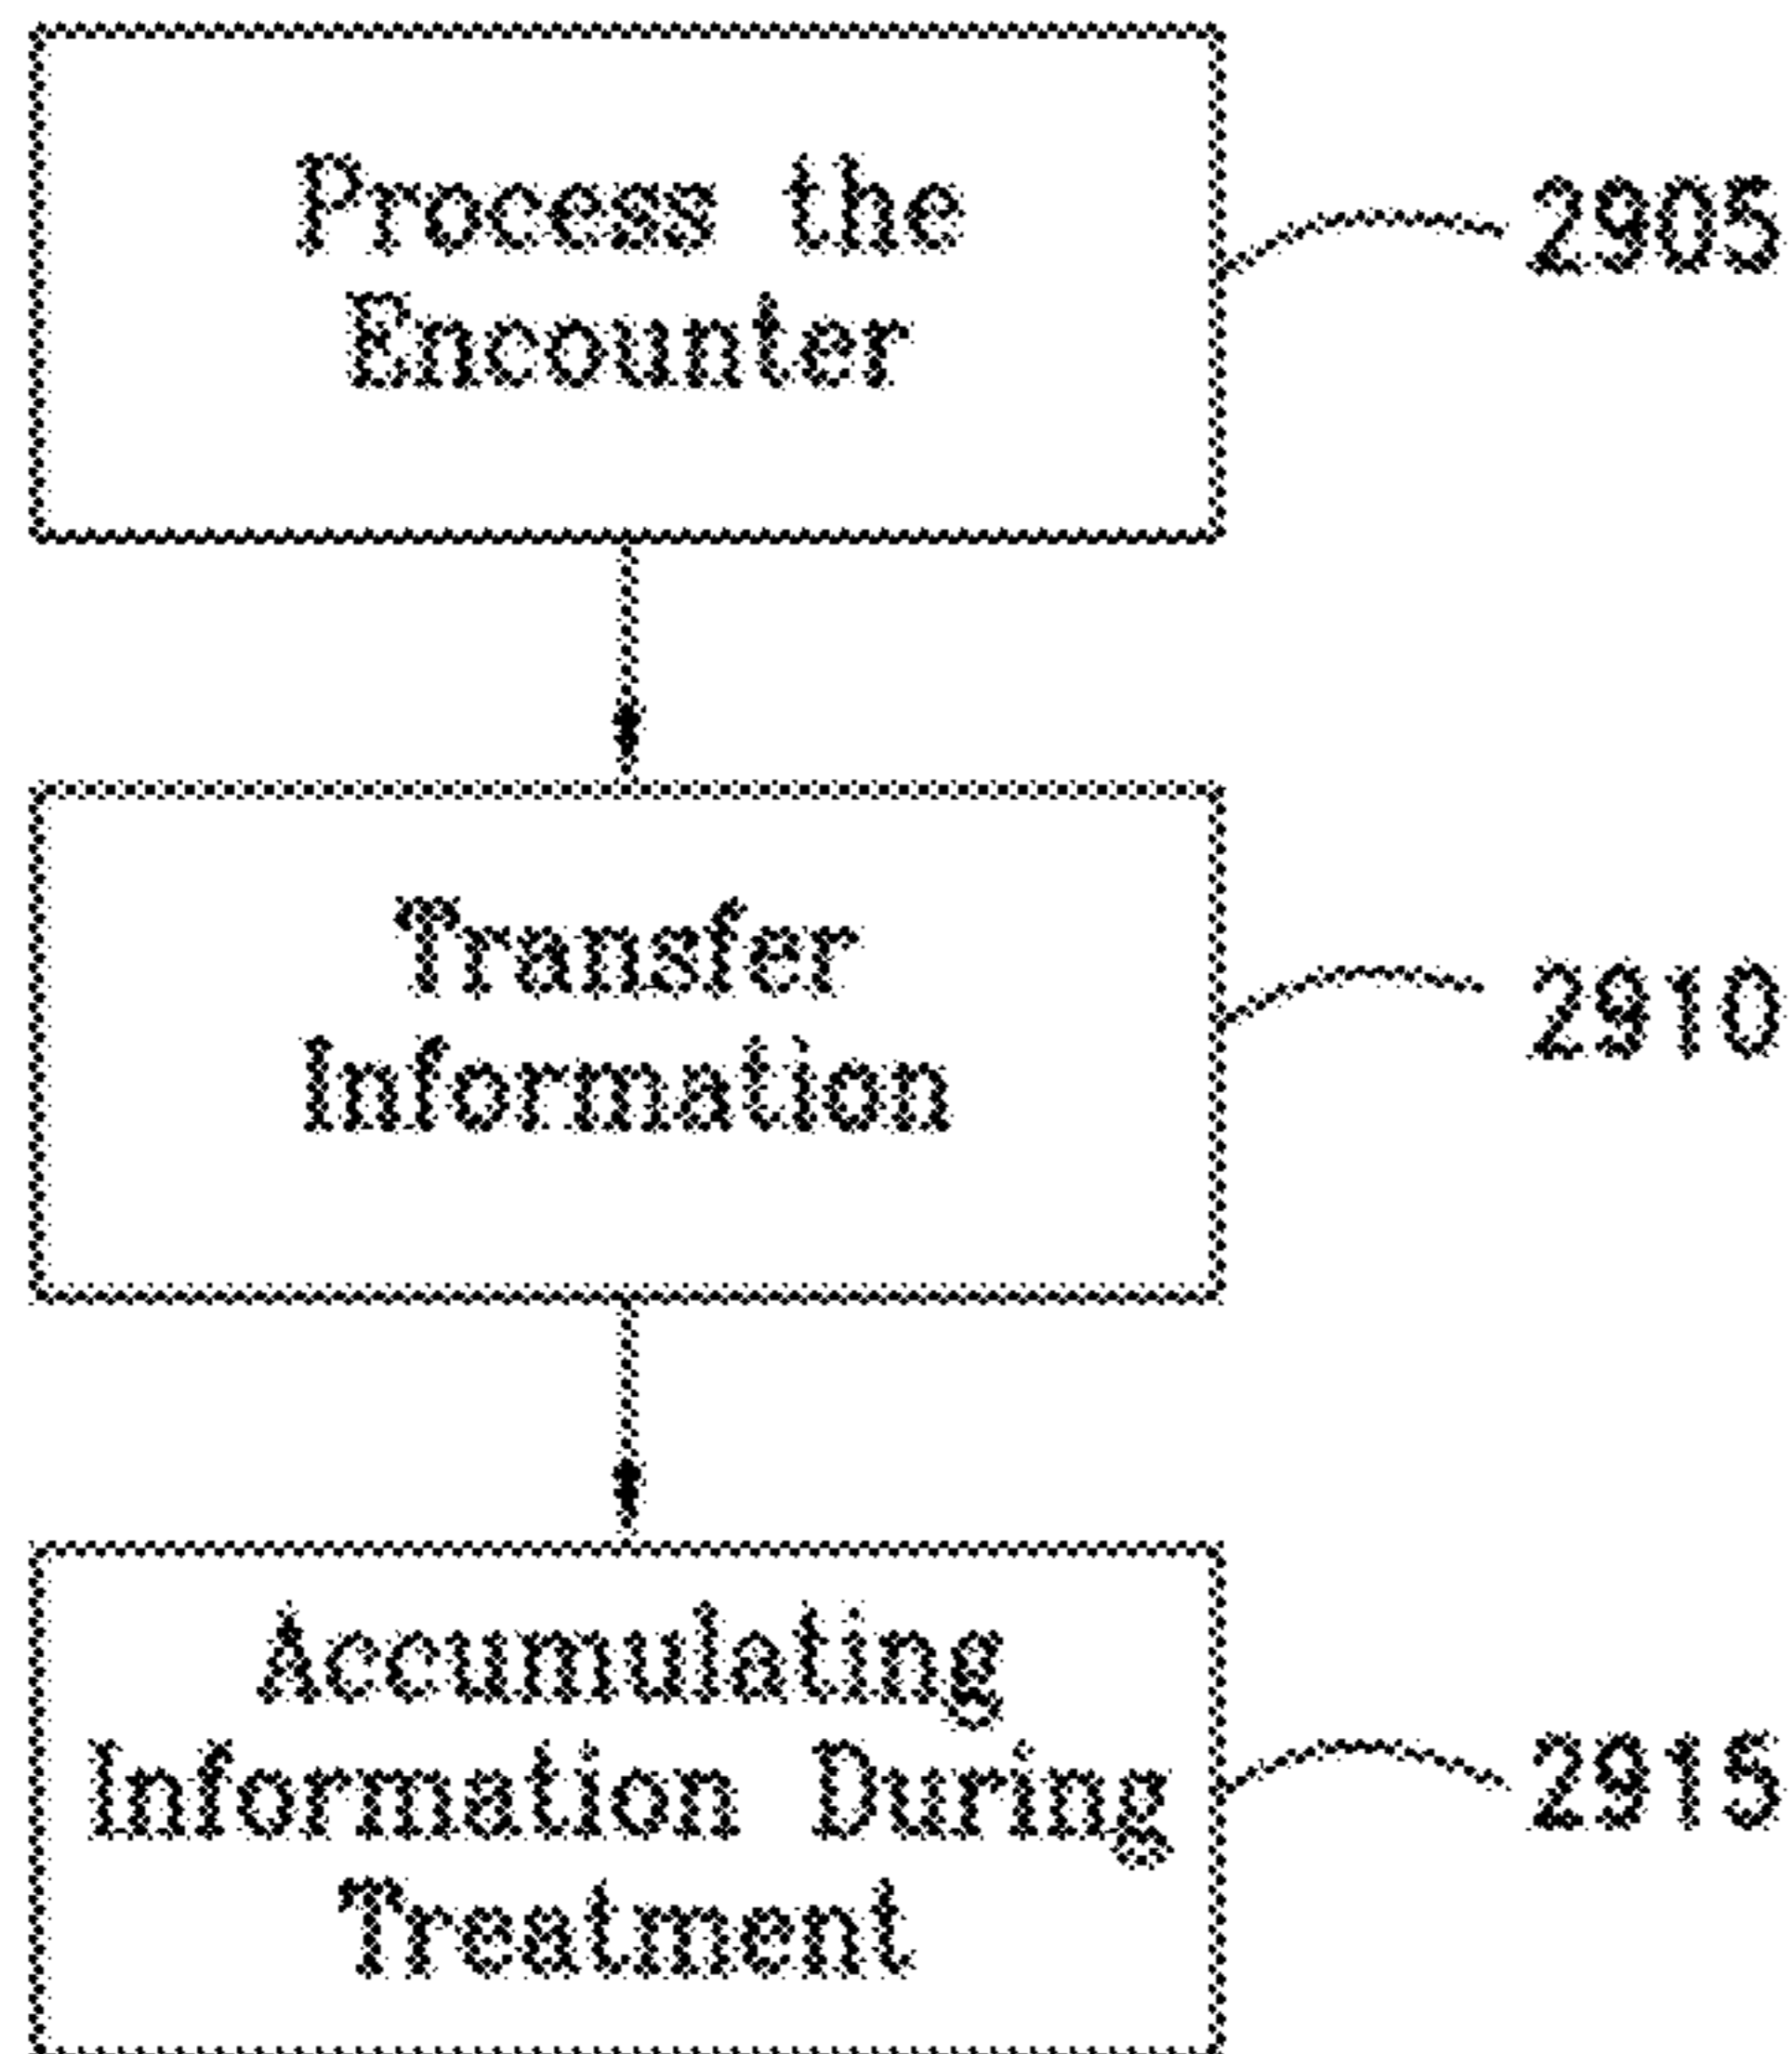 Process the
Encounter
2905
Transfer
Information
2910
Accumulating
Information During
Treatment
2915